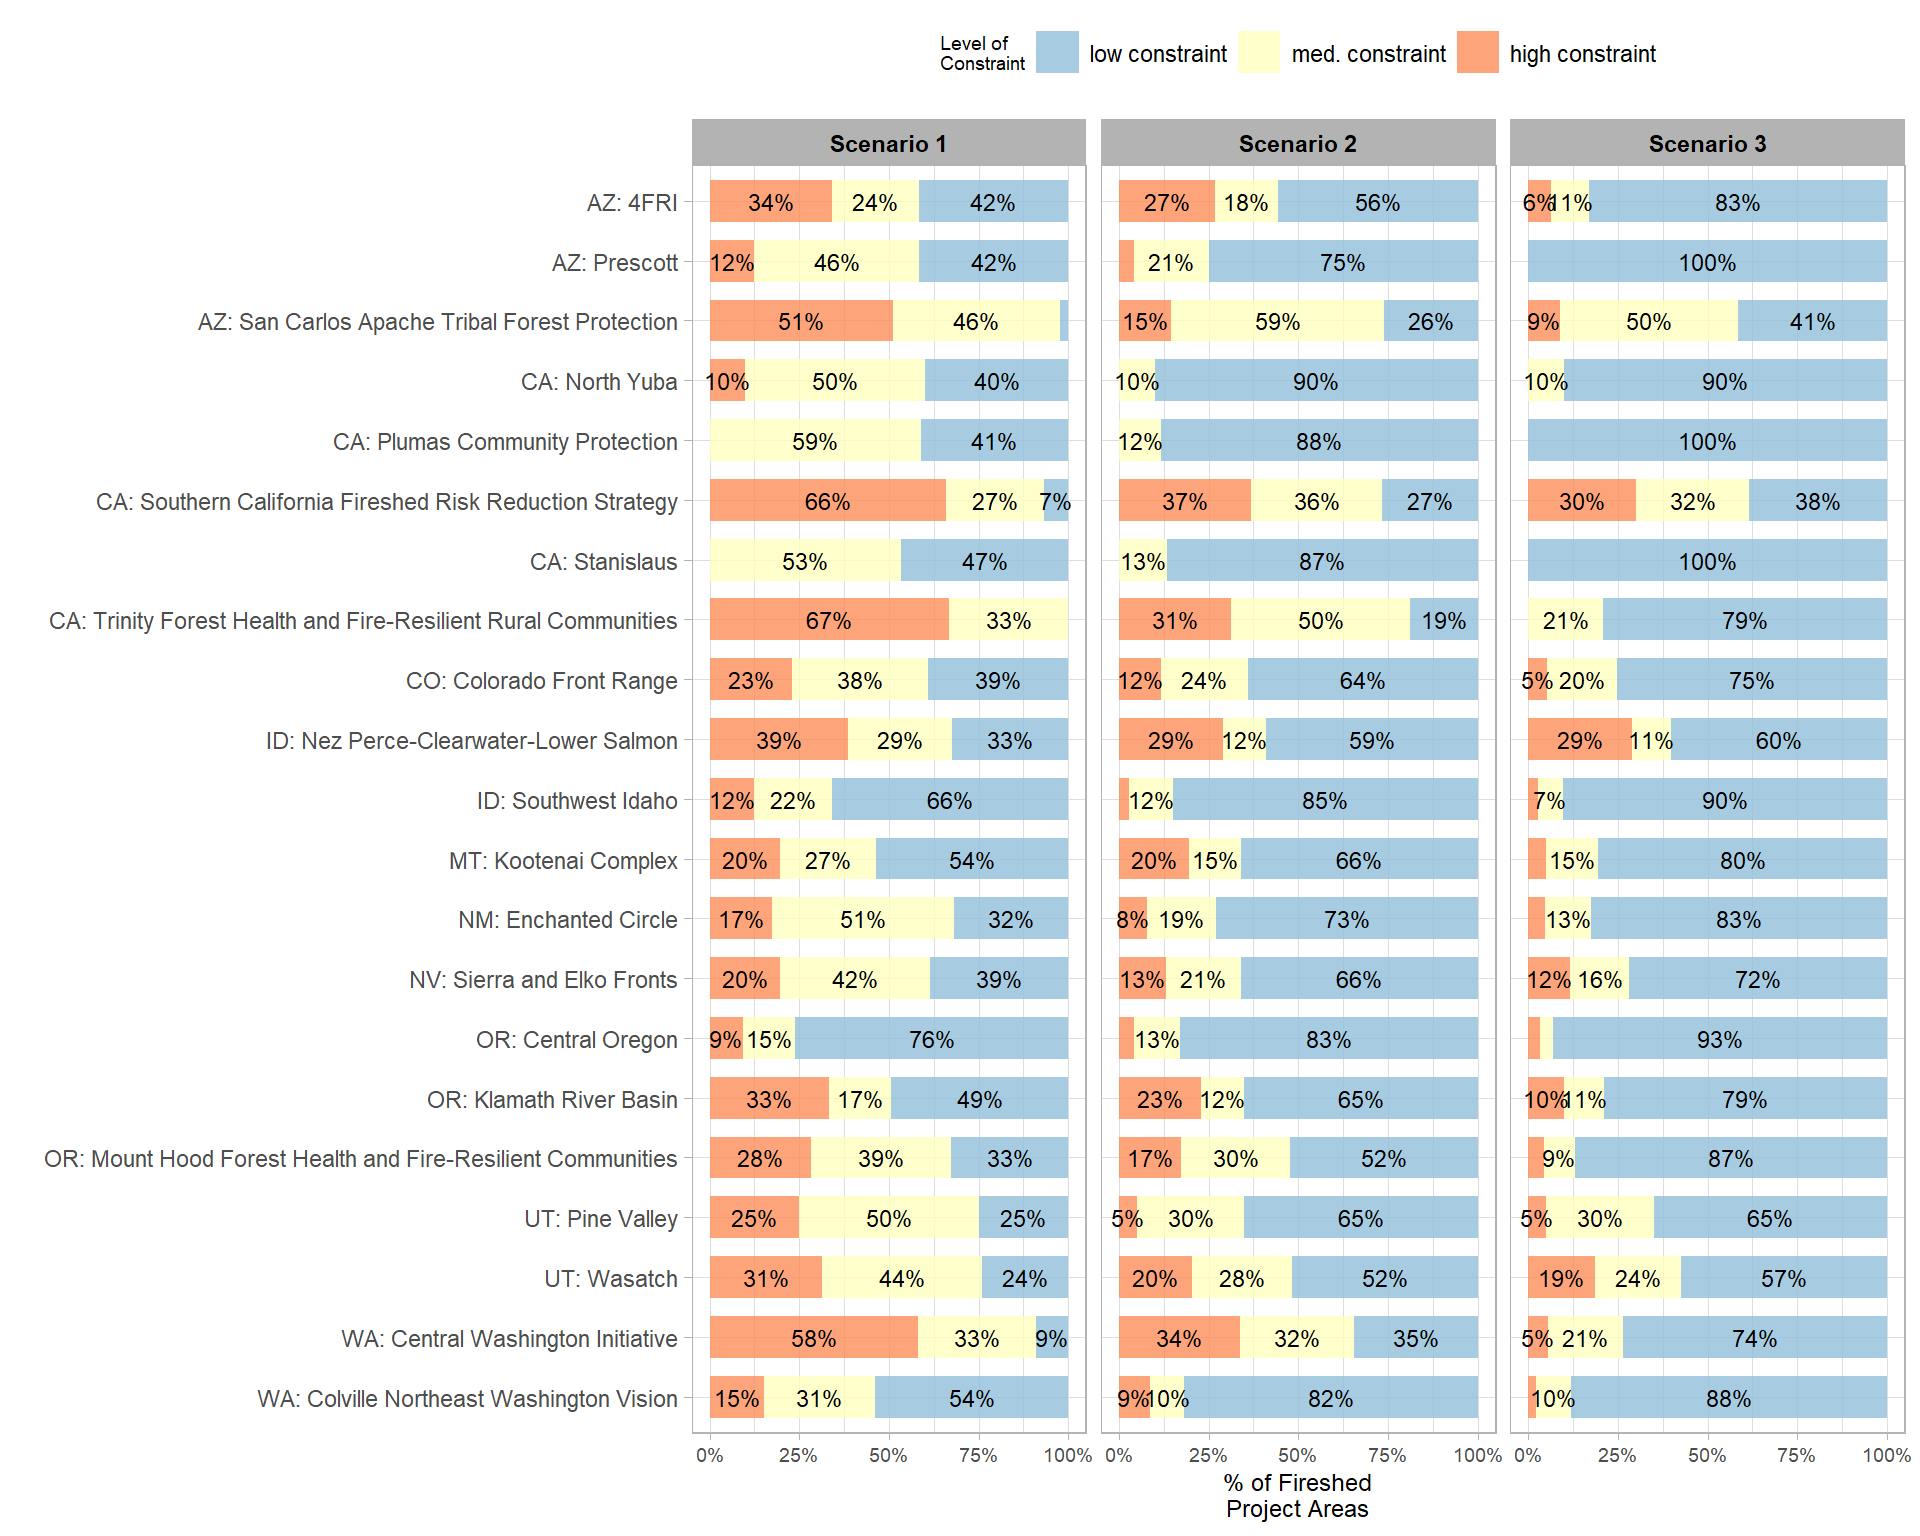 Level of
Constraint
low constraint med. constraint high constraint
Scenario 1 Scenario 2 Scenario 3
AZ: 4FRI 34% 24% 42% 27% 18% 56% 6% 11% 83%
AZ: Prescott 12% 46% 42% 21% 75% 100%
AZ: San Carlos Apache Tribal Forest Protection 51% 46% 15% 59% 26% 9% 50% 41%
CA: North Yuba 10% 50% 40% 10% 90% 10% 90%
CA: Plumas Community Protection 59% 41% 12% 88% 100%
CA: Southern California Fireshed Risk Reduction Strategy 66% 27% 7% 37% 36% 27% 30% 32% 38%
CA: Stanislaus 53% 47% 13% 87% 100%
CA: Trinity Forest Health and Fire-Resilient Rural Communities 67% 33% 31% 50% 19% 21% 79%
CO: Colorado Front Range 23% 38% 39% 12% 24% 64% 5% 20% 75%
ID: Nez Perce-Clearwater-Lower Salmon 39% 29% 33% 29% 12% 59% 29% 11% 60%
ID: Southwest Idaho 12% 22% 66% 12% 85% 7% 90%
MT: Kootenai Complex 20% 27% 54% 20% 15% 66% 15% 80%
NM: Enchanted Circle 17% 51% 32% 8% 19% 73% 13% 83%
NV: Sierra and Elko Fronts 20% 42% 39% 13% 21% 66% 12% 16% 72%
OR: Central Oregon 9% 15% 76% 13% 83% 93%
OR: Klamath River Basin 33% 17% 49% 23% 12% 65% 10% 11% 79%
OR: Mount Hood Forest Health and Fire-Resilient Communities 28% 39% 33% 17% 30% 52% 9% 87%
UT: Pine Valley 25% 50% 25% 5% 30% 65% 5% 30% 65%
UT: Wasatch 31% 44% 24% 20% 28% 52% 19% 24% 57%
WA: Central Washington Initiative 58% 33% 9% 34% 32% 35% 5% 21% 74%
WA: Colville Northeast Washington Vision 15% 31% 54% 9% 10% 82% 10% 88%
0% 25% 50% 75% 100% 0% 25% 50% 75% 100% 0% 25% 50% 75% 100%
% of Fireshed
Project Areas